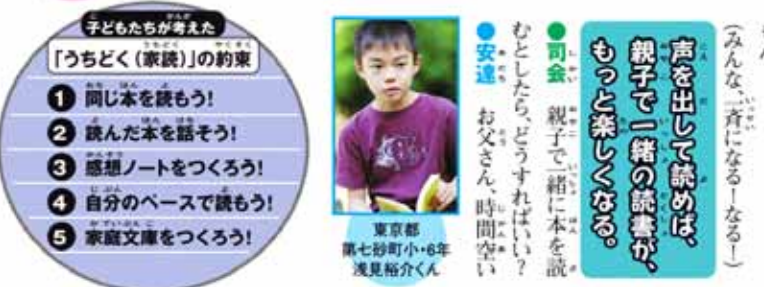 (みんな、一斉になる!なる!)
声を出して読めば、
親子で一緒の読書が、
もっと楽しくなる。
●司会 親子で一緒に本を読
むとしたら、どうすればいい?
●安達 お父さん、時間空い
東京都
第七砂町小・6年
浅見裕介くん
子どもたちが考えた
「うちどく(家読)」の約束
1 同じ本を読もう!
2 読んだ本を話そう!
3 感想ノートをつくろう!
4 自分のペースで読もう!
5 家庭文庫をつくろう!